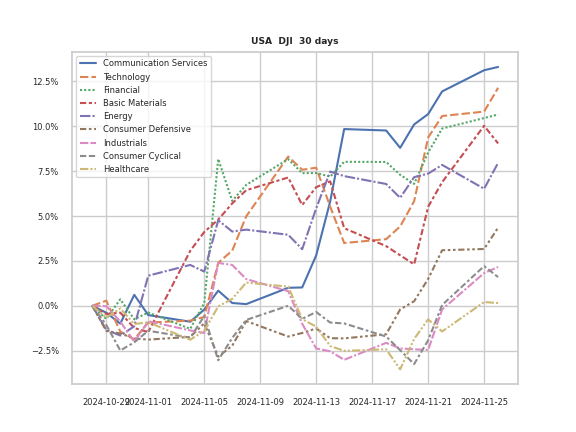 USA DJI 30 days
Communication Services
Technology
Financial
Basic Materials
Energy
Consumer Defensive
Industrials
Consumer Cyclical
Healthcare
12.5%
10.0%
7.5%
5.0%
2.5%
0.0%
−2.5%
2024-10-29 2024-11-01 2024-11-05 2024-11-09 2024-11-13 2024-11-17 2024-11-21 2024-11-25